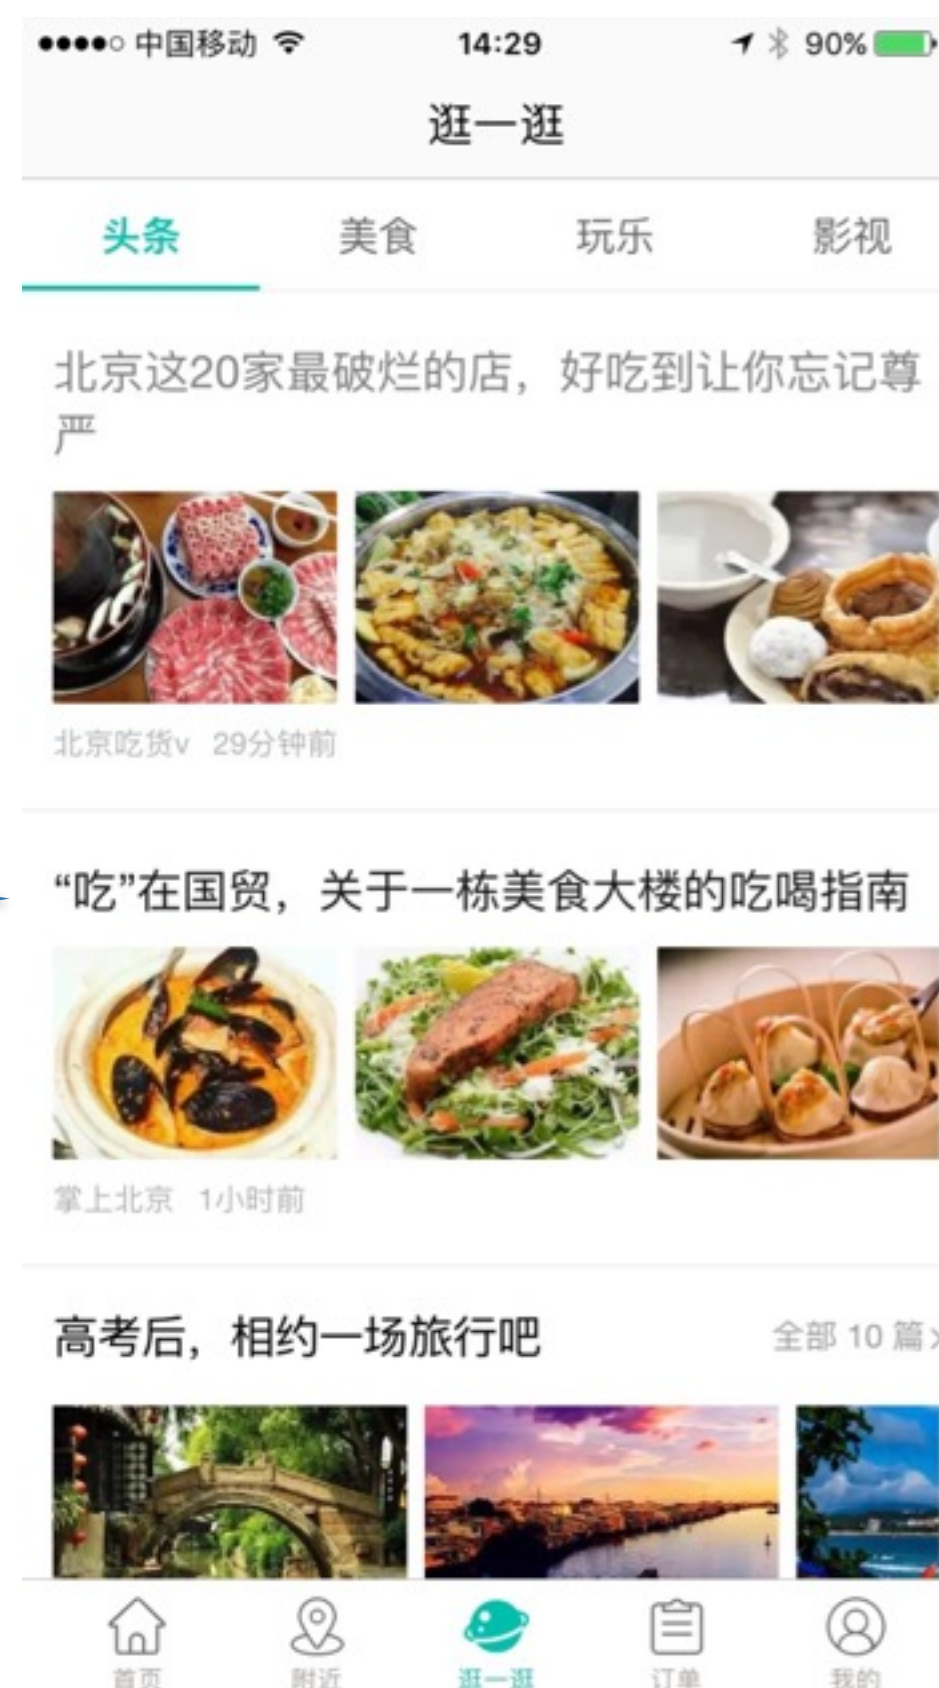 中国移动 14:29 90%
逛一逛
头条 美食 玩乐 影视
北京这20家最破烂的店，好吃到让你忘记尊
严
北京吃货v 29分钟前
“吃”在国贸，关于一栋美食大楼的吃喝指南
掌上北京 1小时前
高考后，相约一场旅行吧 全部 10 篇>
首页 附近 逛一逛 订单 我的